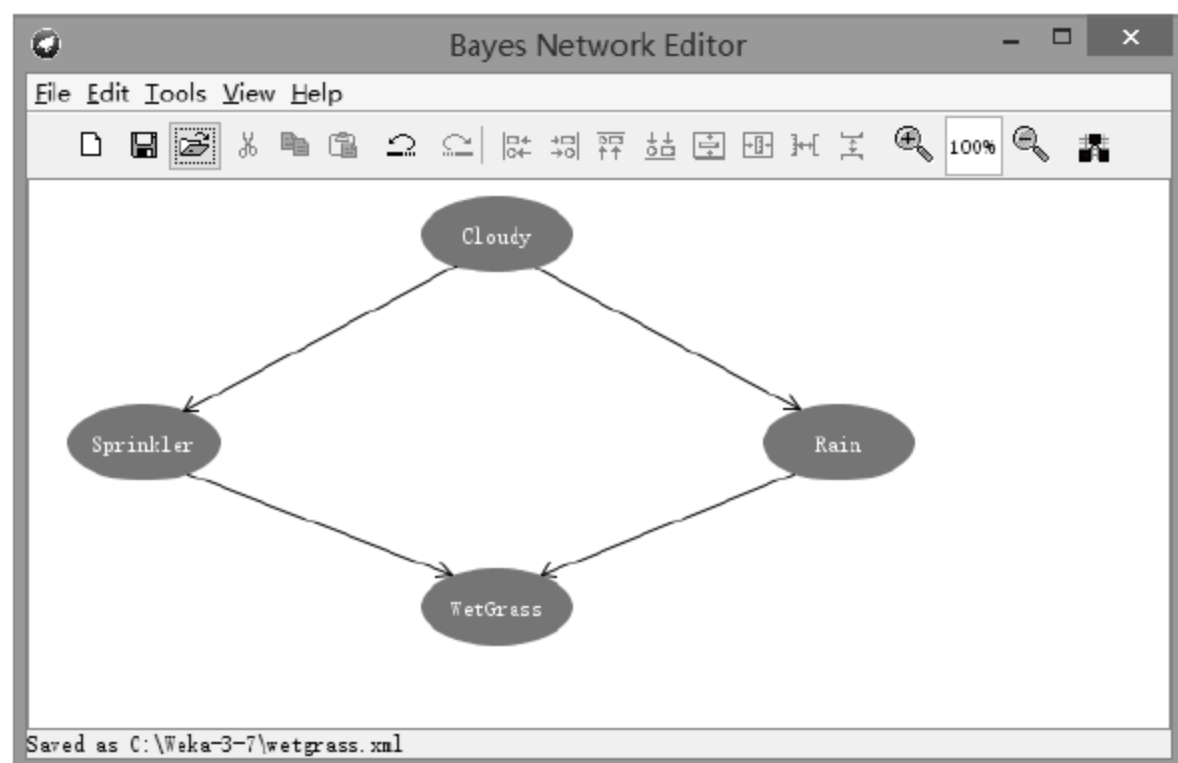 Bayes Network Editor
File Edit Tools View Help
100%
Cloudy
Sprinkler
Rain
WetGrass
Saved as C:\Weka-3-7\wetgrass.xml